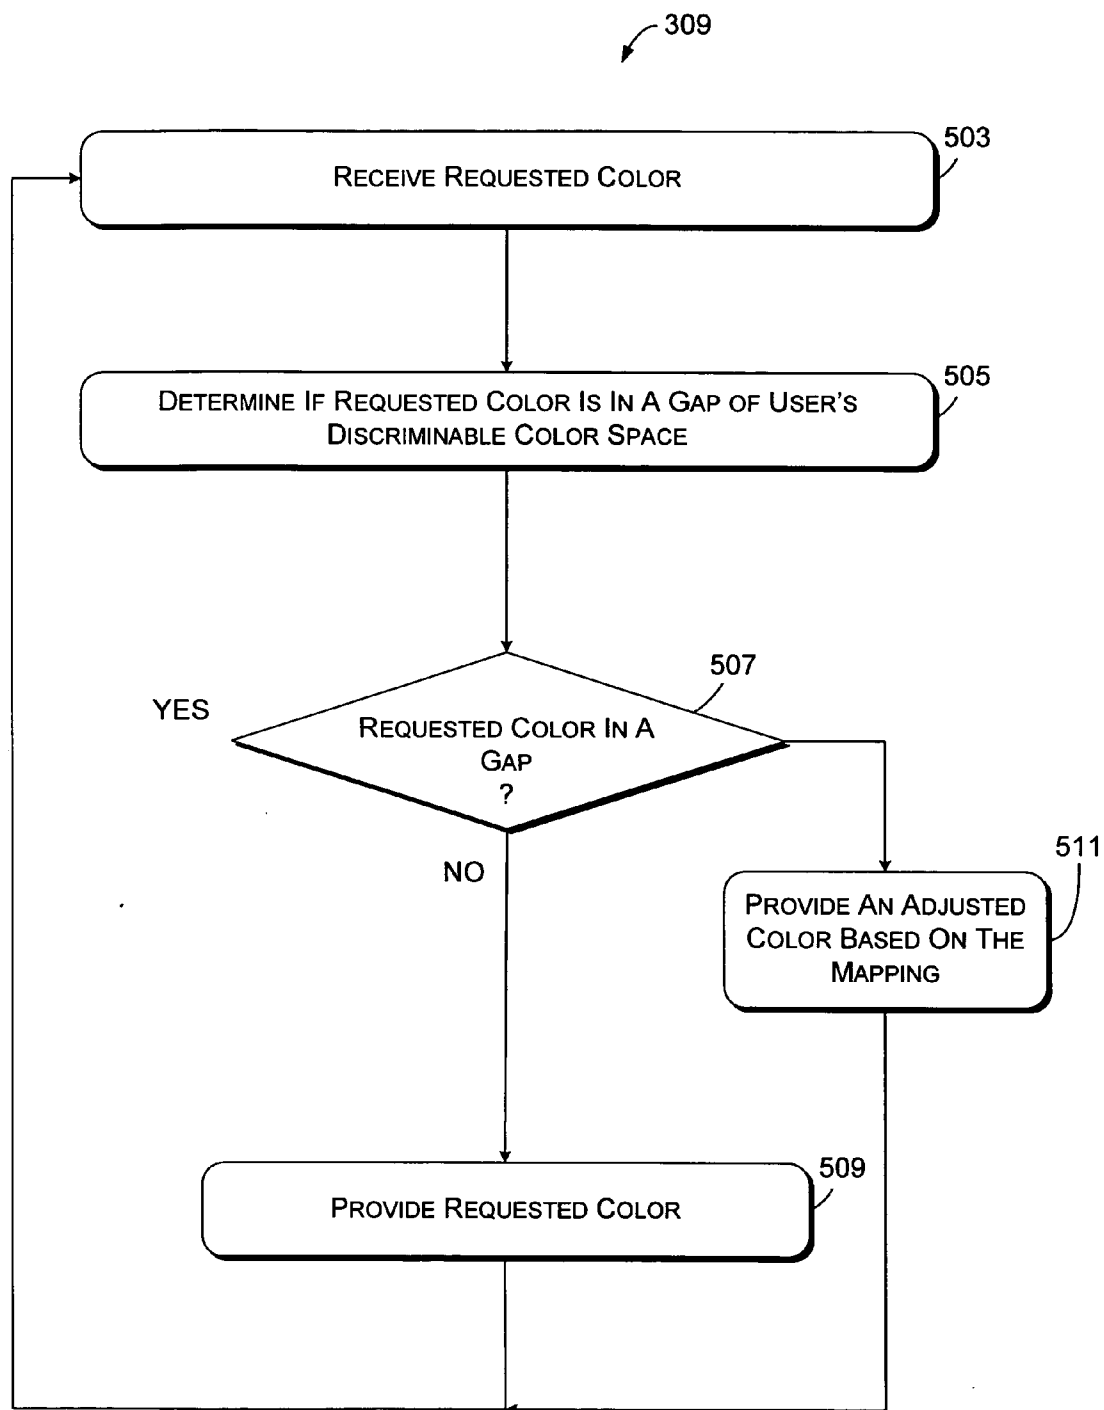 309
503
RECEIVE REQUESTED COLOR
505
DETERMINE IF REQUESTED COLOR IS IN A GAP OF USER'S
DISCRIMINABLE COLOR SPACE
507
YES
REQUESTED COLOR IN A
GAP
?
NO
511
PROVIDE AN ADJUSTED
COLOR BASED ON THE
MAPPING
509
PROVIDE REQUESTED COLOR